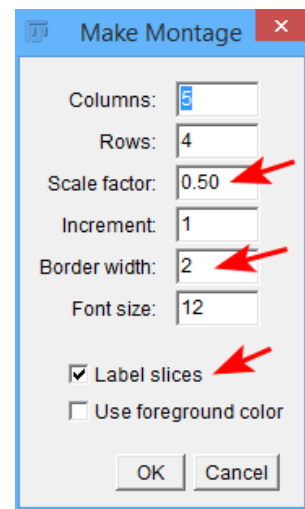 Make Montage
Columns: 5
Rows: 4
Scale factor: 0.50
Increment: 1
Border width: 2
Font size: 12
Label slices
Use foreground color
OK Cancel